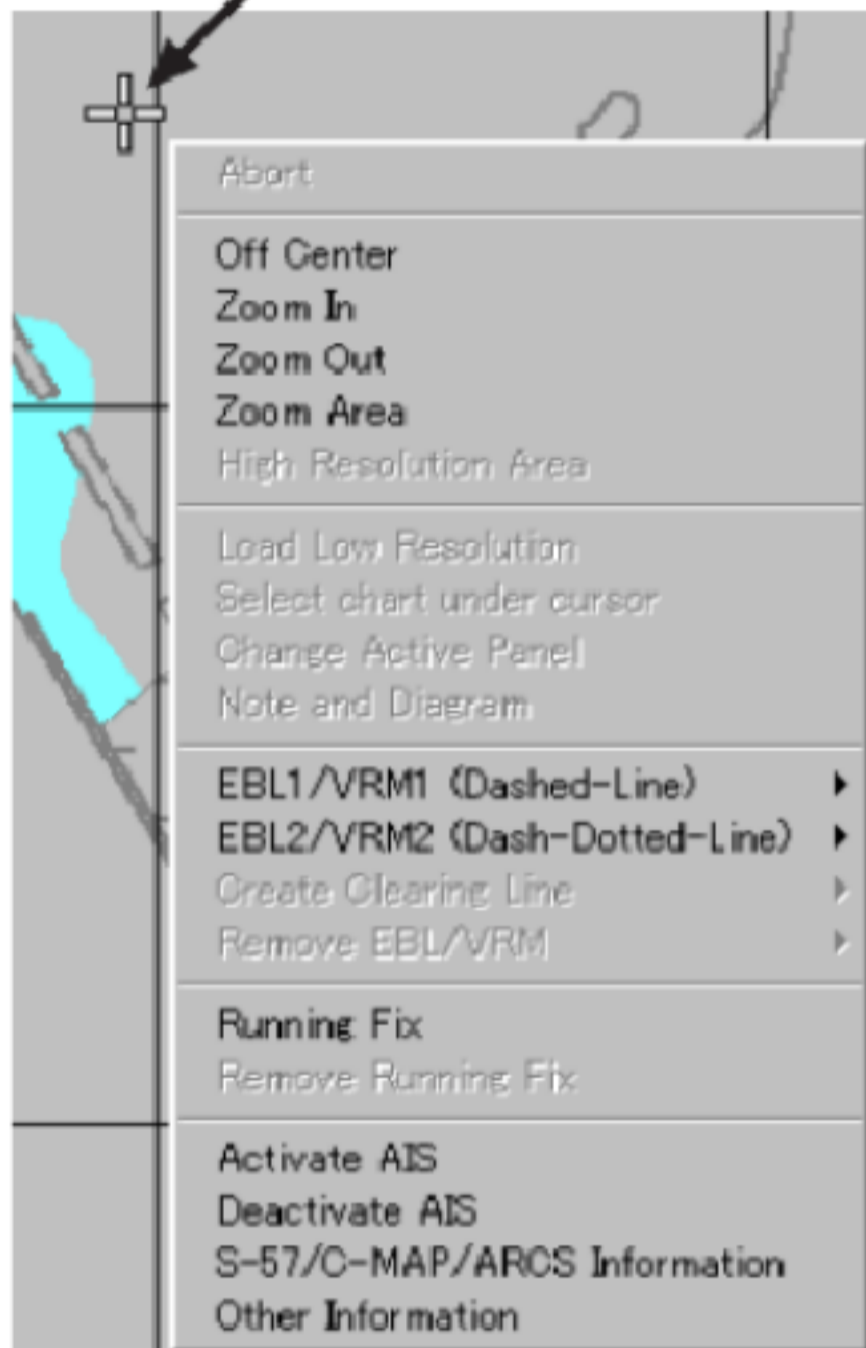 Abort
Off Center
Zoom In
Zoom Out
Zoom Area
High Resolution Area
Load Low Resolution
Select chart under cursor
Change Active Panel
Note and Diagram
EBL1/VRM1 (Dashed-Line)
EBL2/VRM2 (Dash-Dotted-Line)
Create Clearing Line
Remove EBL/VRM
Running Fix
Remove Running Fix
Activate AIS
Deactivate AIS
S-57/C-MAP/ARCS Information
Other Information